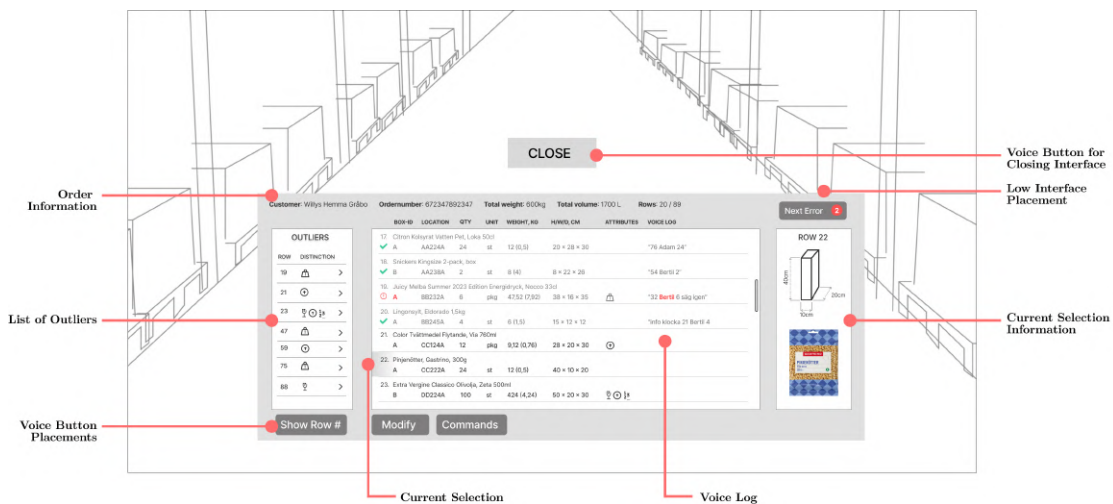 CLOSE
Voice Button for
Closing Interface
Order
Information
Low Interface
Placement
Customer: Willys Hemma Gråbo Ordernumber: 672347892347 Total weight: 600kg Total volume: 1700 L Rows: 20 / 89
Next Error 2
BOX-ID LOCATION QTY UNIT WEIGHT, KG H/W/D, CM ATTRIBUTES VOICE LOG
OUTLIERS
ROW DISTINCTION
19
21
23
47
59
75
88
17. Citron Kolsyrat Vatten Pet, Loka 50cl
A AA224A 24 st 12 (0,5) 20 × 28 × 30 "76 Adam 24"
18. Snickers Kingsize 2-pack, box
B AA238A 2 st 8 (4) 8 × 22 × 26 "54 Bertil 2"
19. Juicy Melba Summer 2023 Edition Energidryck, Nocco 33cl
A BB232A 6 pkg 47,52 (7,92) 38 × 16 × 35 "32 Bertil 6 säg igen"
20. Lingonsylt, Eldorado 1,5kg
A BB245A 4 st 6 (1,5) 15 × 12 × 12 "Info klocka 21 Bertil 4
21. Color Tvättmedel Flytande, Via 760ml
A CC124A 12 pkg 9,12 (0,76) 28 × 20 × 30
22. Pinjenötter, Gastrino, 300g
A CC222A 24 st 12 (0,5) 40 × 10 × 20
23. Extra Vergine Classico Olivolja, Zeta 500ml
B DD224A 100 st 424 (4,24) 50 × 20 × 30
ROW 22
40cm
20cm
10cm
PINJENÖTTER
List of Outliers
Current Selection
Information
Voice Button
Placements
Show Row #
Modify
Commands
Current Selection
Voice Log